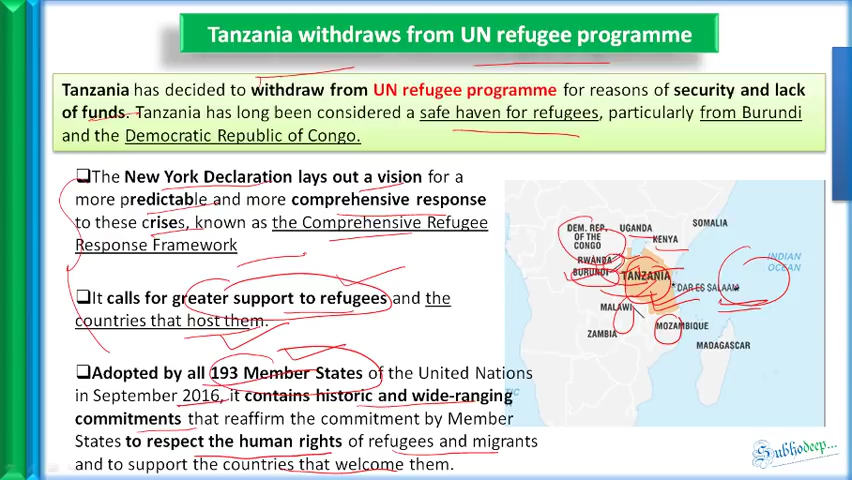 Tanzania withdraws from UN refugee programme
Tanzania has decided to withdraw from UN refugee programme for reasons of security and lack
of funds. Tanzania has long been considered a safe haven for refugees, particularly from Burundi
and the Democratic Republic of Congo.
❑The New York Declaration lays out a vision for a
more predictable and more comprehensive response
to these crises, known as the Comprehensive Refugee
Response Framework
❑It calls for greater support to refugees and the
countries that host them.
❑Adopted by all 193 Member States of the United Nations
in September 2016, it contains historic and wide-ranging
commitments that reaffirm the commitment by Member
States to respect the human rights of refugees and migrants
and to support the countries that welcome them.
DEM. REP.
OF THE
CONGO
UGANDA
KENYA
SOMALIA
RWANDA
BURUNDI
TANZANIA
DAR ES SALAAM
INDIAN
OCEAN
MALAWI
ZAMBIA
MOZAMBIQUE
MADAGASCAR
TIC
Subhodeep...